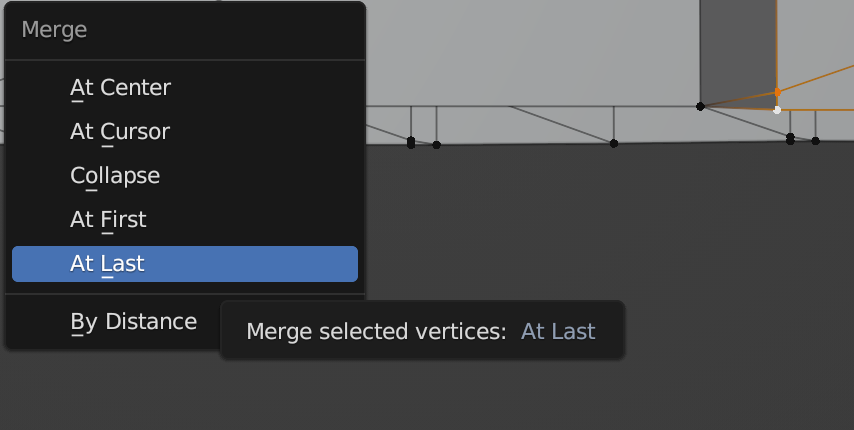 Merge
At Center
At Cursor
Collapse
At First
At Last
By Distance
Merge selected vertices: At Last